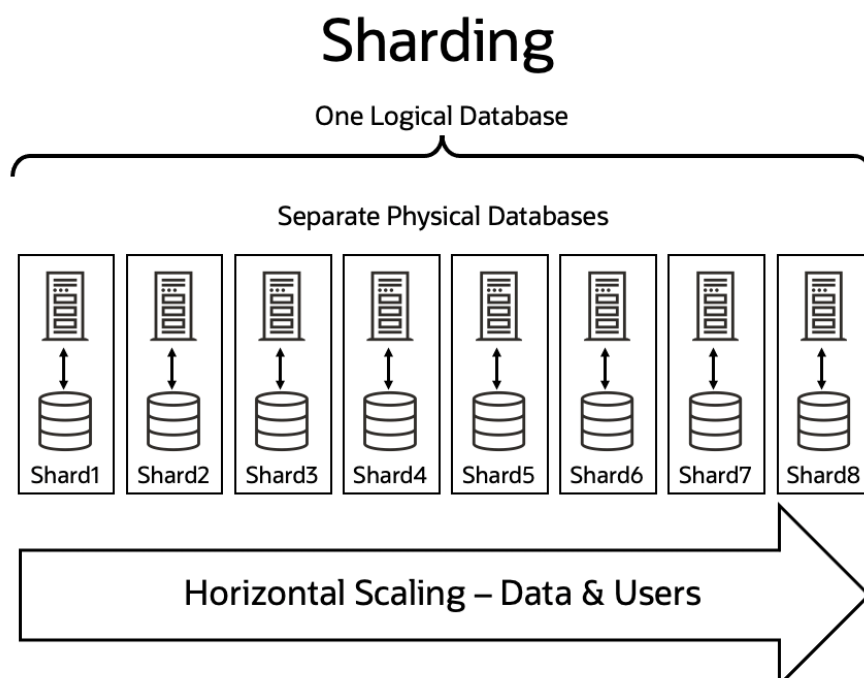 Sharding
One Logical Database
Separate Physical Databases
Shard1
Shard2
Shard3
Shard4
Shard5
Shard6
Shard7
Shard8
Horizontal Scaling – Data & Users